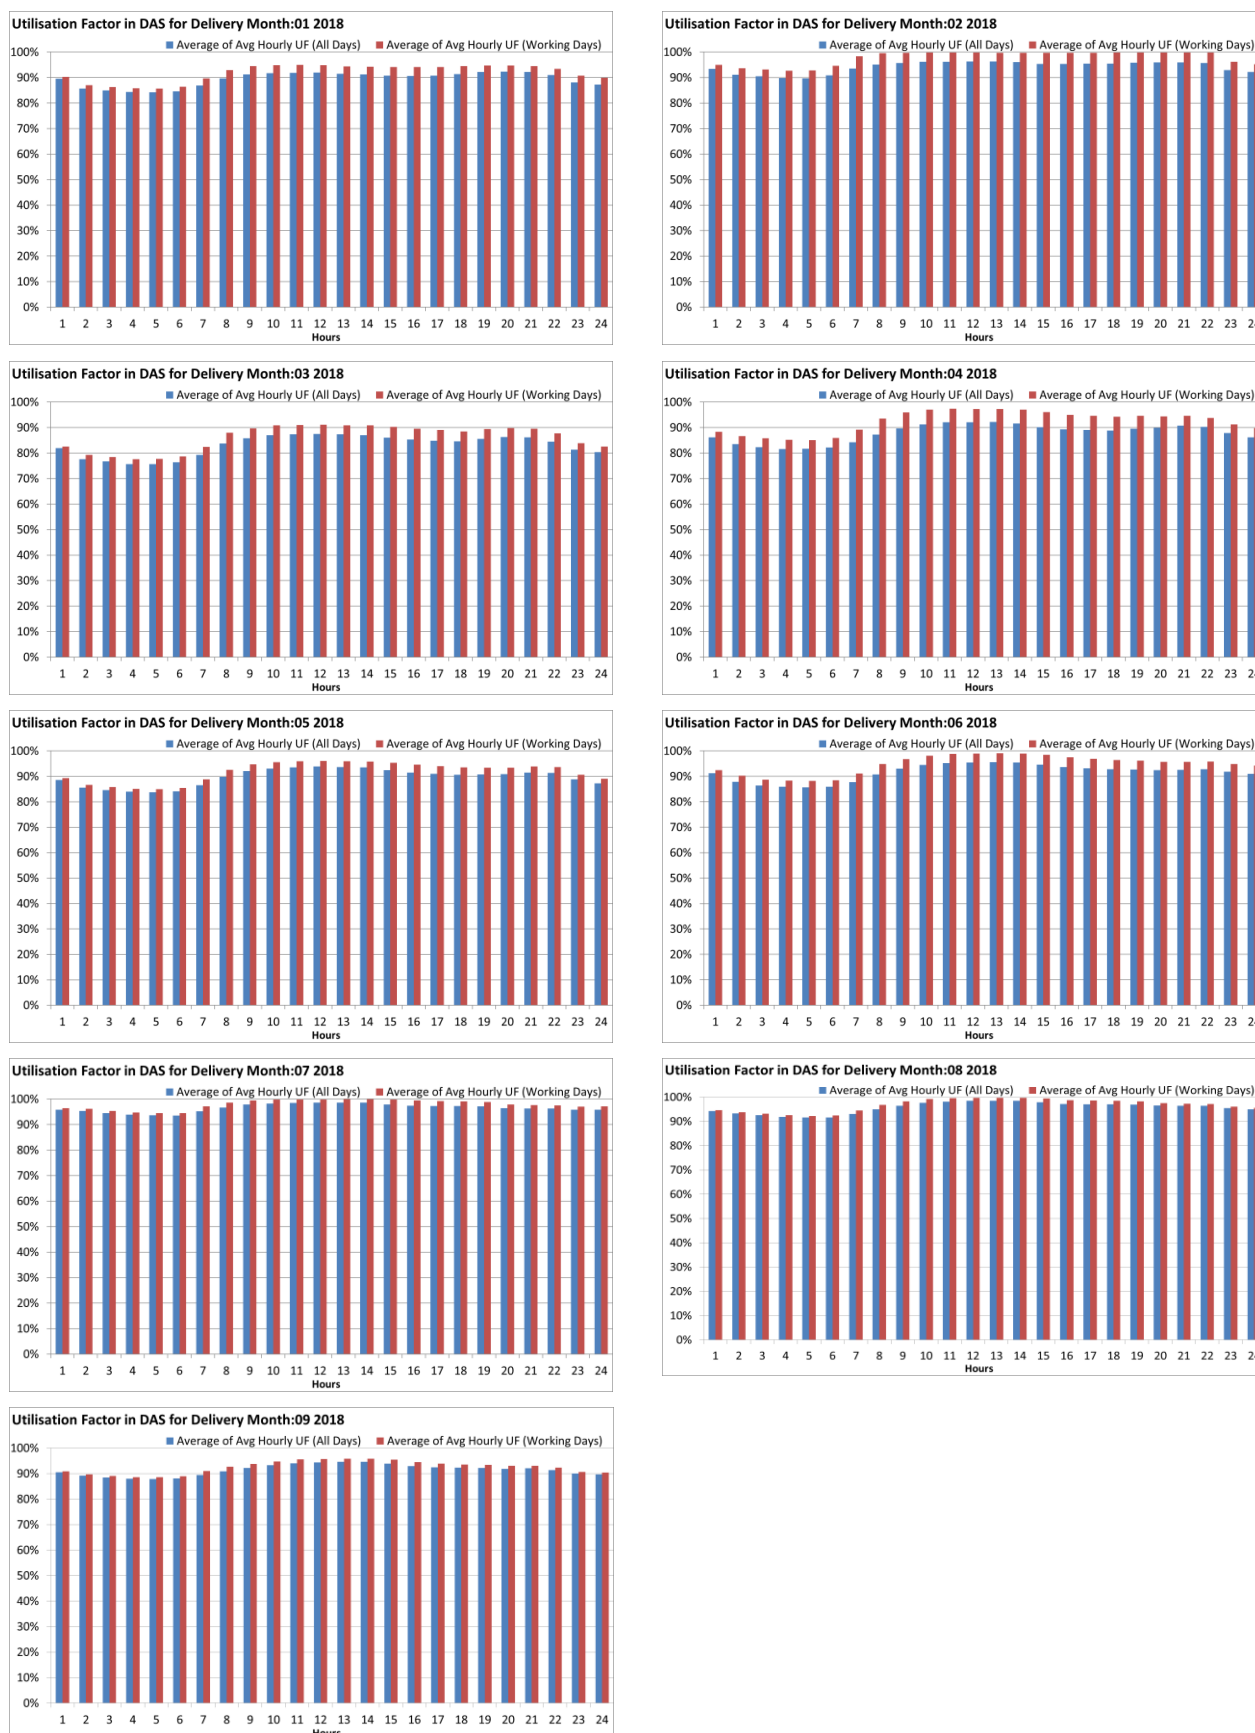 Utilisation Factor in DAS for Delivery Month:01 2018
Average of Avg Hourly UF (All Days) Average of Avg Hourly UF (Working Days)
100%
90%
80%
70%
60%
50%
40%
30%
20%
10%
0%
1 2 3 4 5 6 7 8 9 10 11 12 13 14 15 16 17 18 19 20 21 22 23 24
Hours
Utilisation Factor in DAS for Delivery Month:02 2018
Average of Avg Hourly UF (All Days) Average of Avg Hourly UF (Working Days)
100%
90%
80%
70%
60%
50%
40%
30%
20%
10%
0%
1 2 3 4 5 6 7 8 9 10 11 12 13 14 15 16 17 18 19 20 21 22 23
Hours
Utilisation Factor in DAS for Delivery Month:03 2018
Average of Avg Hourly UF (All Days) Average of Avg Hourly UF (Working Days)
100%
90%
80%
70%
60%
50%
40%
30%
20%
10%
0%
1 2 3 4 5 6 7 8 9 10 11 12 13 14 15 16 17 18 19 20 21 22 23 24
Hours
Utilisation Factor in DAS for Delivery Month:04 2018
Average of Avg Hourly UF (All Days) Average of Avg Hourly UF (Working Days)
100%
90%
80%
70%
60%
50%
40%
30%
20%
10%
0%
1 2 3 4 5 6 7 8 9 10 11 12 13 14 15 16 17 18 19 20 21 22 23
Hours
Utilisation Factor in DAS for Delivery Month:05 2018
Average of Avg Hourly UF (All Days) Average of Avg Hourly UF (Working Days)
100%
90%
80%
70%
60%
50%
40%
30%
20%
10%
0%
1 2 3 4 5 6 7 8 9 10 11 12 13 14 15 16 17 18 19 20 21 22 23 24
Hours
Utilisation Factor in DAS for Delivery Month:06 2018
Average of Avg Hourly UF (All Days) Average of Avg Hourly UF (Working Days)
100%
90%
80%
70%
60%
50%
40%
30%
20%
10%
0%
1 2 3 4 5 6 7 8 9 10 11 12 13 14 15 16 17 18 19 20 21 22 23
Hours
Utilisation Factor in DAS for Delivery Month:07 2018
Average of Avg Hourly UF (All Days) Average of Avg Hourly UF (Working Days)
100%
90%
80%
70%
60%
50%
40%
30%
20%
10%
0%
1 2 3 4 5 6 7 8 9 10 11 12 13 14 15 16 17 18 19 20 21 22 23 24
Hours
Utilisation Factor in DAS for Delivery Month:08 2018
Average of Avg Hourly UF (All Days) Average of Avg Hourly UF (Working Days)
100%
90%
80%
70%
60%
50%
40%
30%
20%
10%
0%
1 2 3 4 5 6 7 8 9 10 11 12 13 14 15 16 17 18 19 20 21 22 23
Hours
Utilisation Factor in DAS for Delivery Month:09 2018
Average of Avg Hourly UF (All Days) Average of Avg Hourly UF (Working Days)
100%
90%
80%
70%
60%
50%
40%
30%
20%
10%
0%
1 2 3 4 5 6 7 8 9 10 11 12 13 14 15 16 17 18 19 20 21 22 23 24
Hours